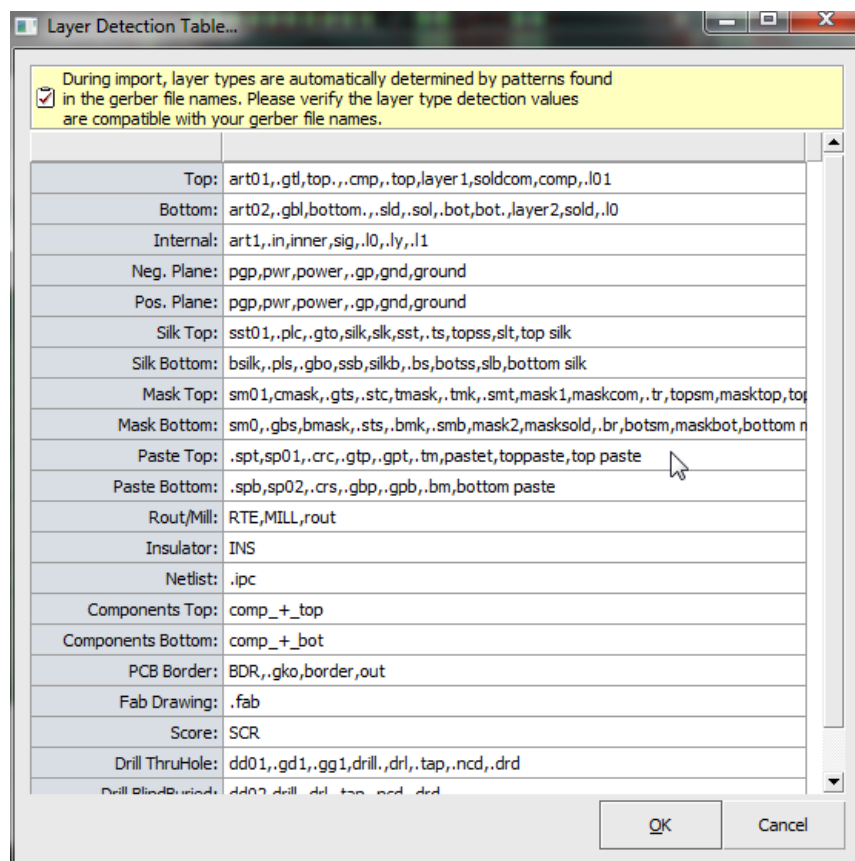 Layer Detection Table...
During import, layer types are automatically determined by patterns found
in the gerber file names. Please verify the layer type detection values
are compatible with your gerber file names.
Top: art01,.gtl,top.,.cmp,.top,layer1,soldcom,comp,.l01
Bottom: art02,.gbl,bottom.,.sld,.sol,.bot,bot.,layer2,sold,.l0
Internal: art1,.in,inner,sig,.l0,.ly,.l1
Neg. Plane: pgp,pwr,power,.gp,gnd,ground
Pos. Plane: pgp,pwr,power,.gp,gnd,ground
Silk Top: sst01,.plc,.gto,silk,slk,sst,.ts,topss,slt,top silk
Silk Bottom: bsilk,.pls,.gbo,ssb,silkb,.bs,botss,slb,bottom silk
Mask Top: sm01,cmask,.gts,.stc,tmask,.tmk,.smt,mask1,maskcom,.tr,topsm,masktop,top
Mask Bottom: sm0,.gbs,bmask,.sts,.bmk,.smb,mask2,masksold,.br,botsm,maskbot,bottom m
Paste Top: .spt,sp01,.crc,.gtp,.gpt,.tm,pastet,toppaste,top paste
Paste Bottom: .spb,sp02,.crs,.gbp,.gpb,.bm,bottom paste
Rout/Mill: RTE,MILL,rout
Insulator: INS
Netlist: .ipc
Components Top: comp_+_top
Components Bottom: comp_+_bot
PCB Border: BDR,.gko,border,out
Fab Drawing: .fab
Score: SCR
Drill ThruHole: dd01,.gd1,.gg1,drill.,drl,.tap,.ncd,.drd
OK Cancel